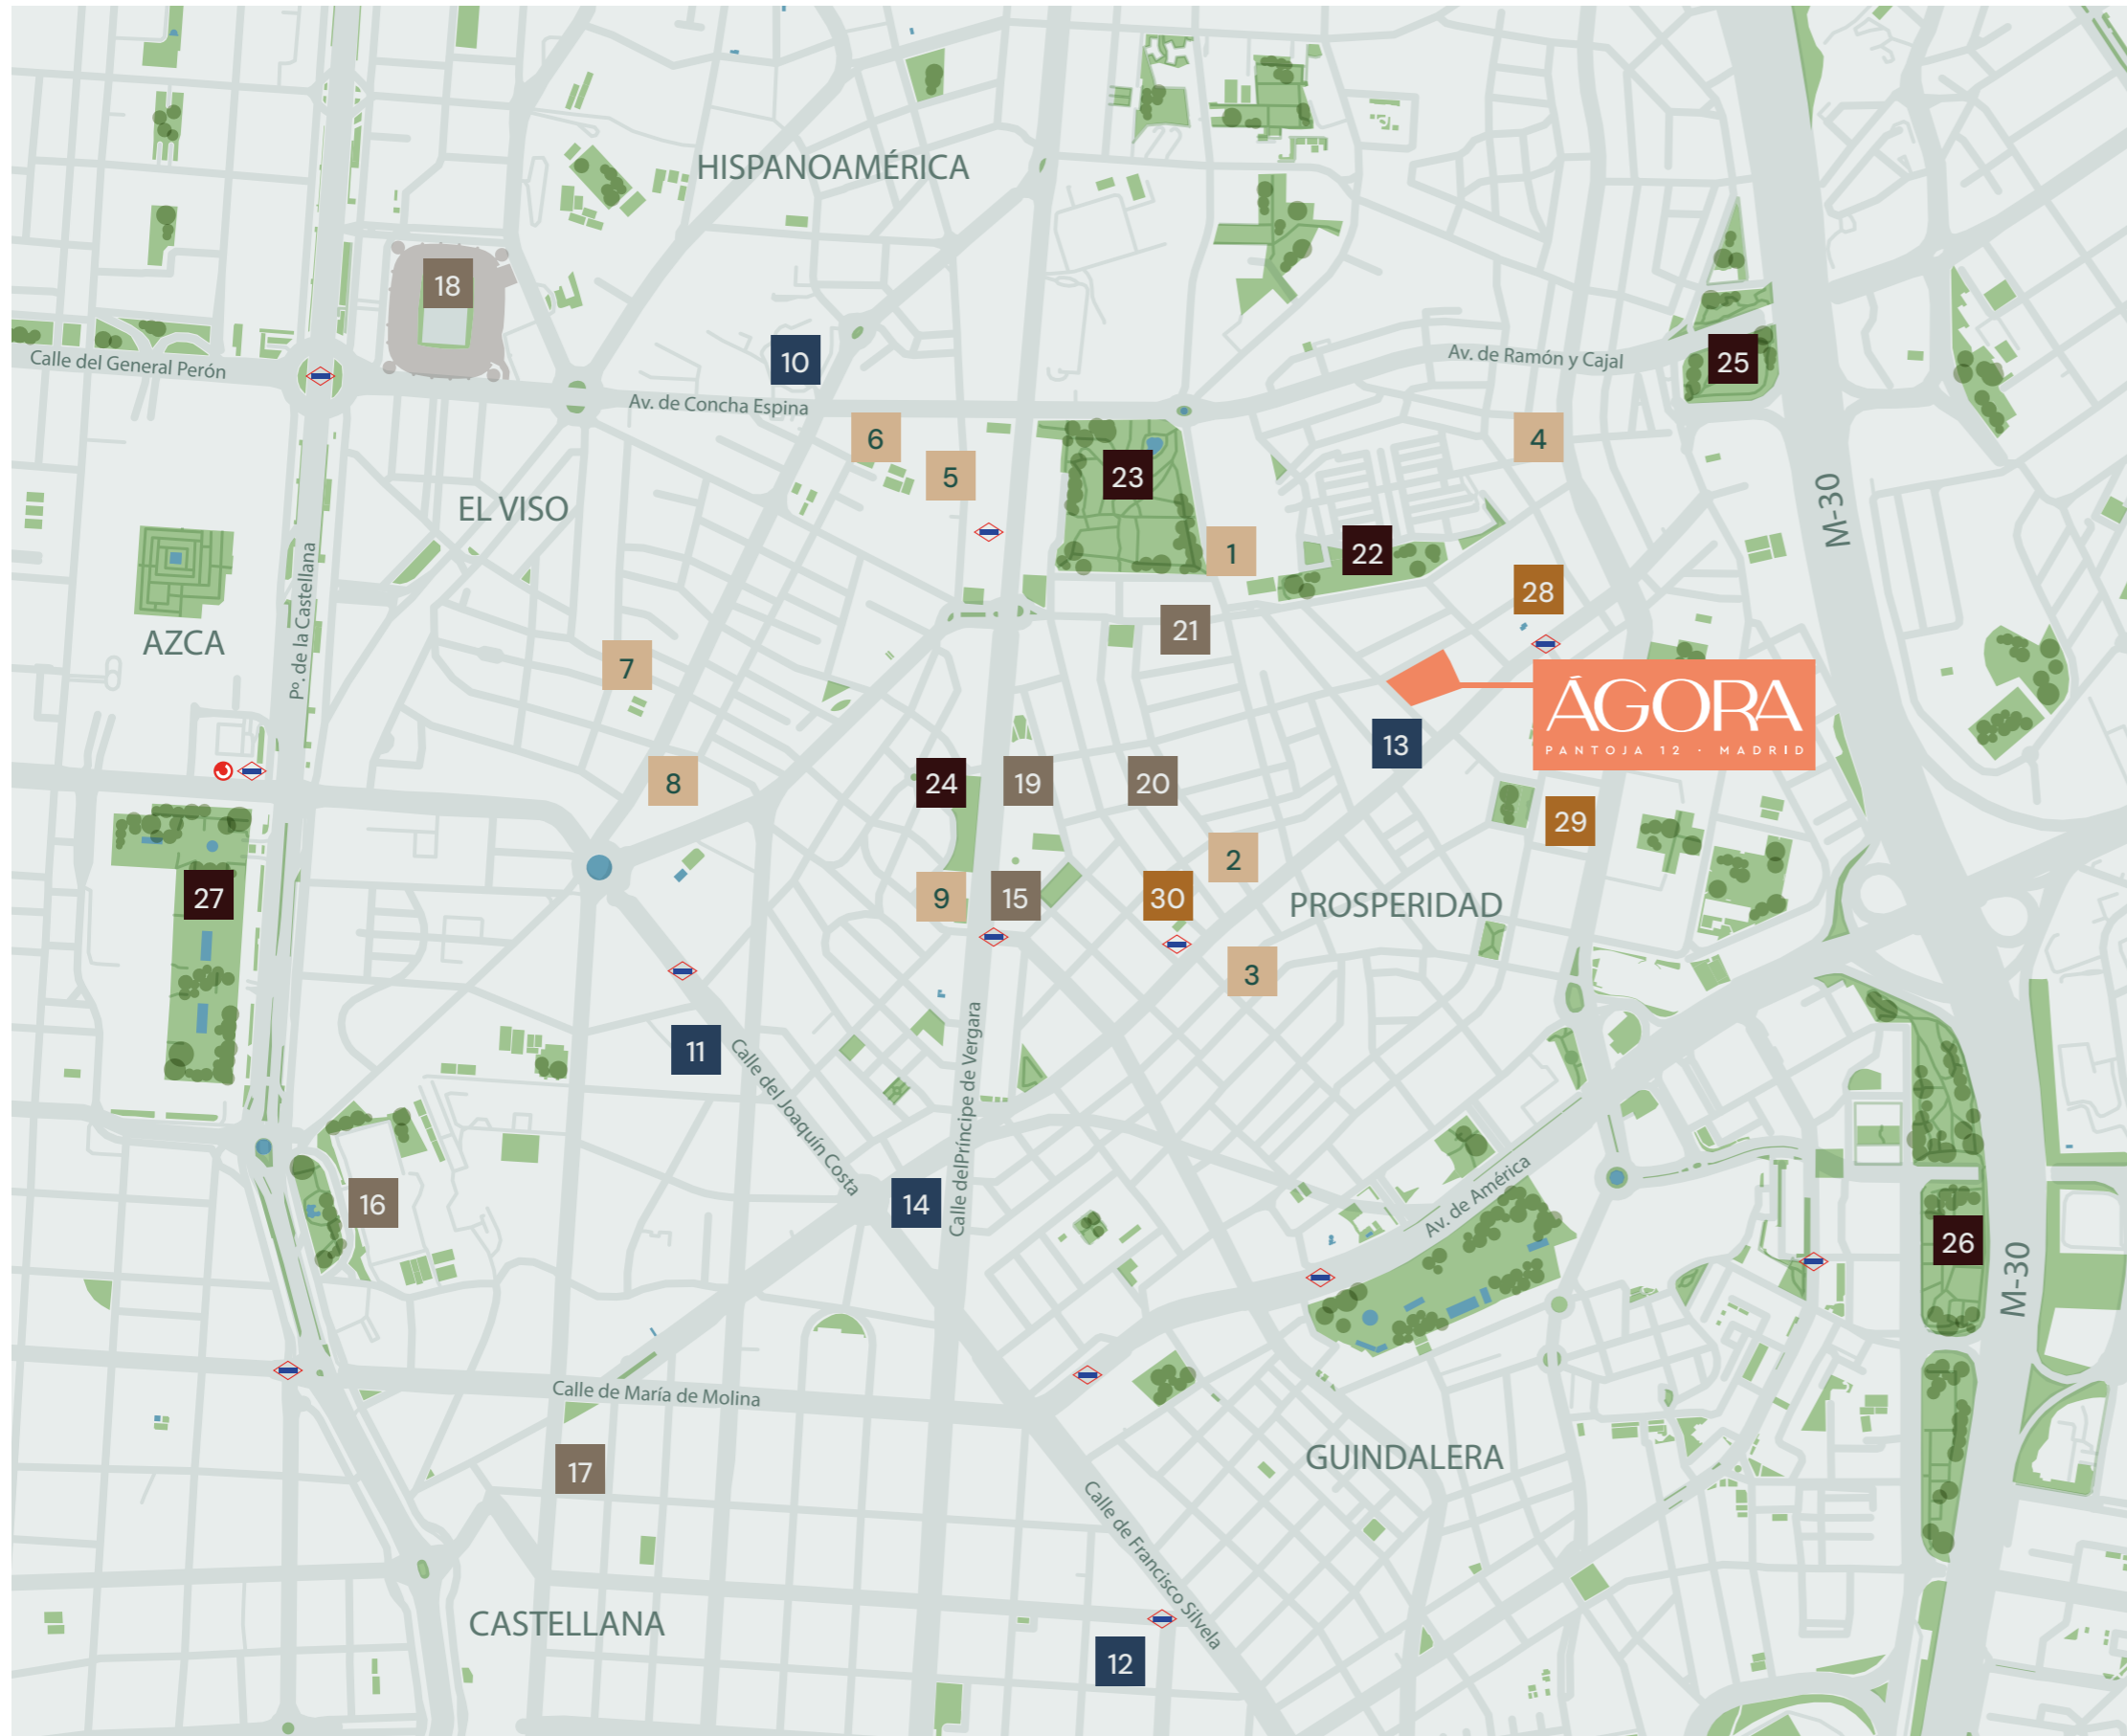 HISPANOAMÉRICA
18
10
Av. de Ramón y Cajal
25
Calle del General Perón
Av. de Concha Espina
6
4
5
23
EL VISO
M-30
1
22
28
AZCA
Pº. de la Castellana
21
7
ÁGORA
PANTOJA 12 · MADRID
13
8
24
19
20
29
2
27
9
15
30
PROSPERIDAD
3
11
Calle del Joaquín Costa
Calle delPríncipe de Vergara
16
14
Av. de América
26
M-30
Calle de María de Molina
17
GUINDALERA
Calle de Francisco Silvela
CASTELLANA
12